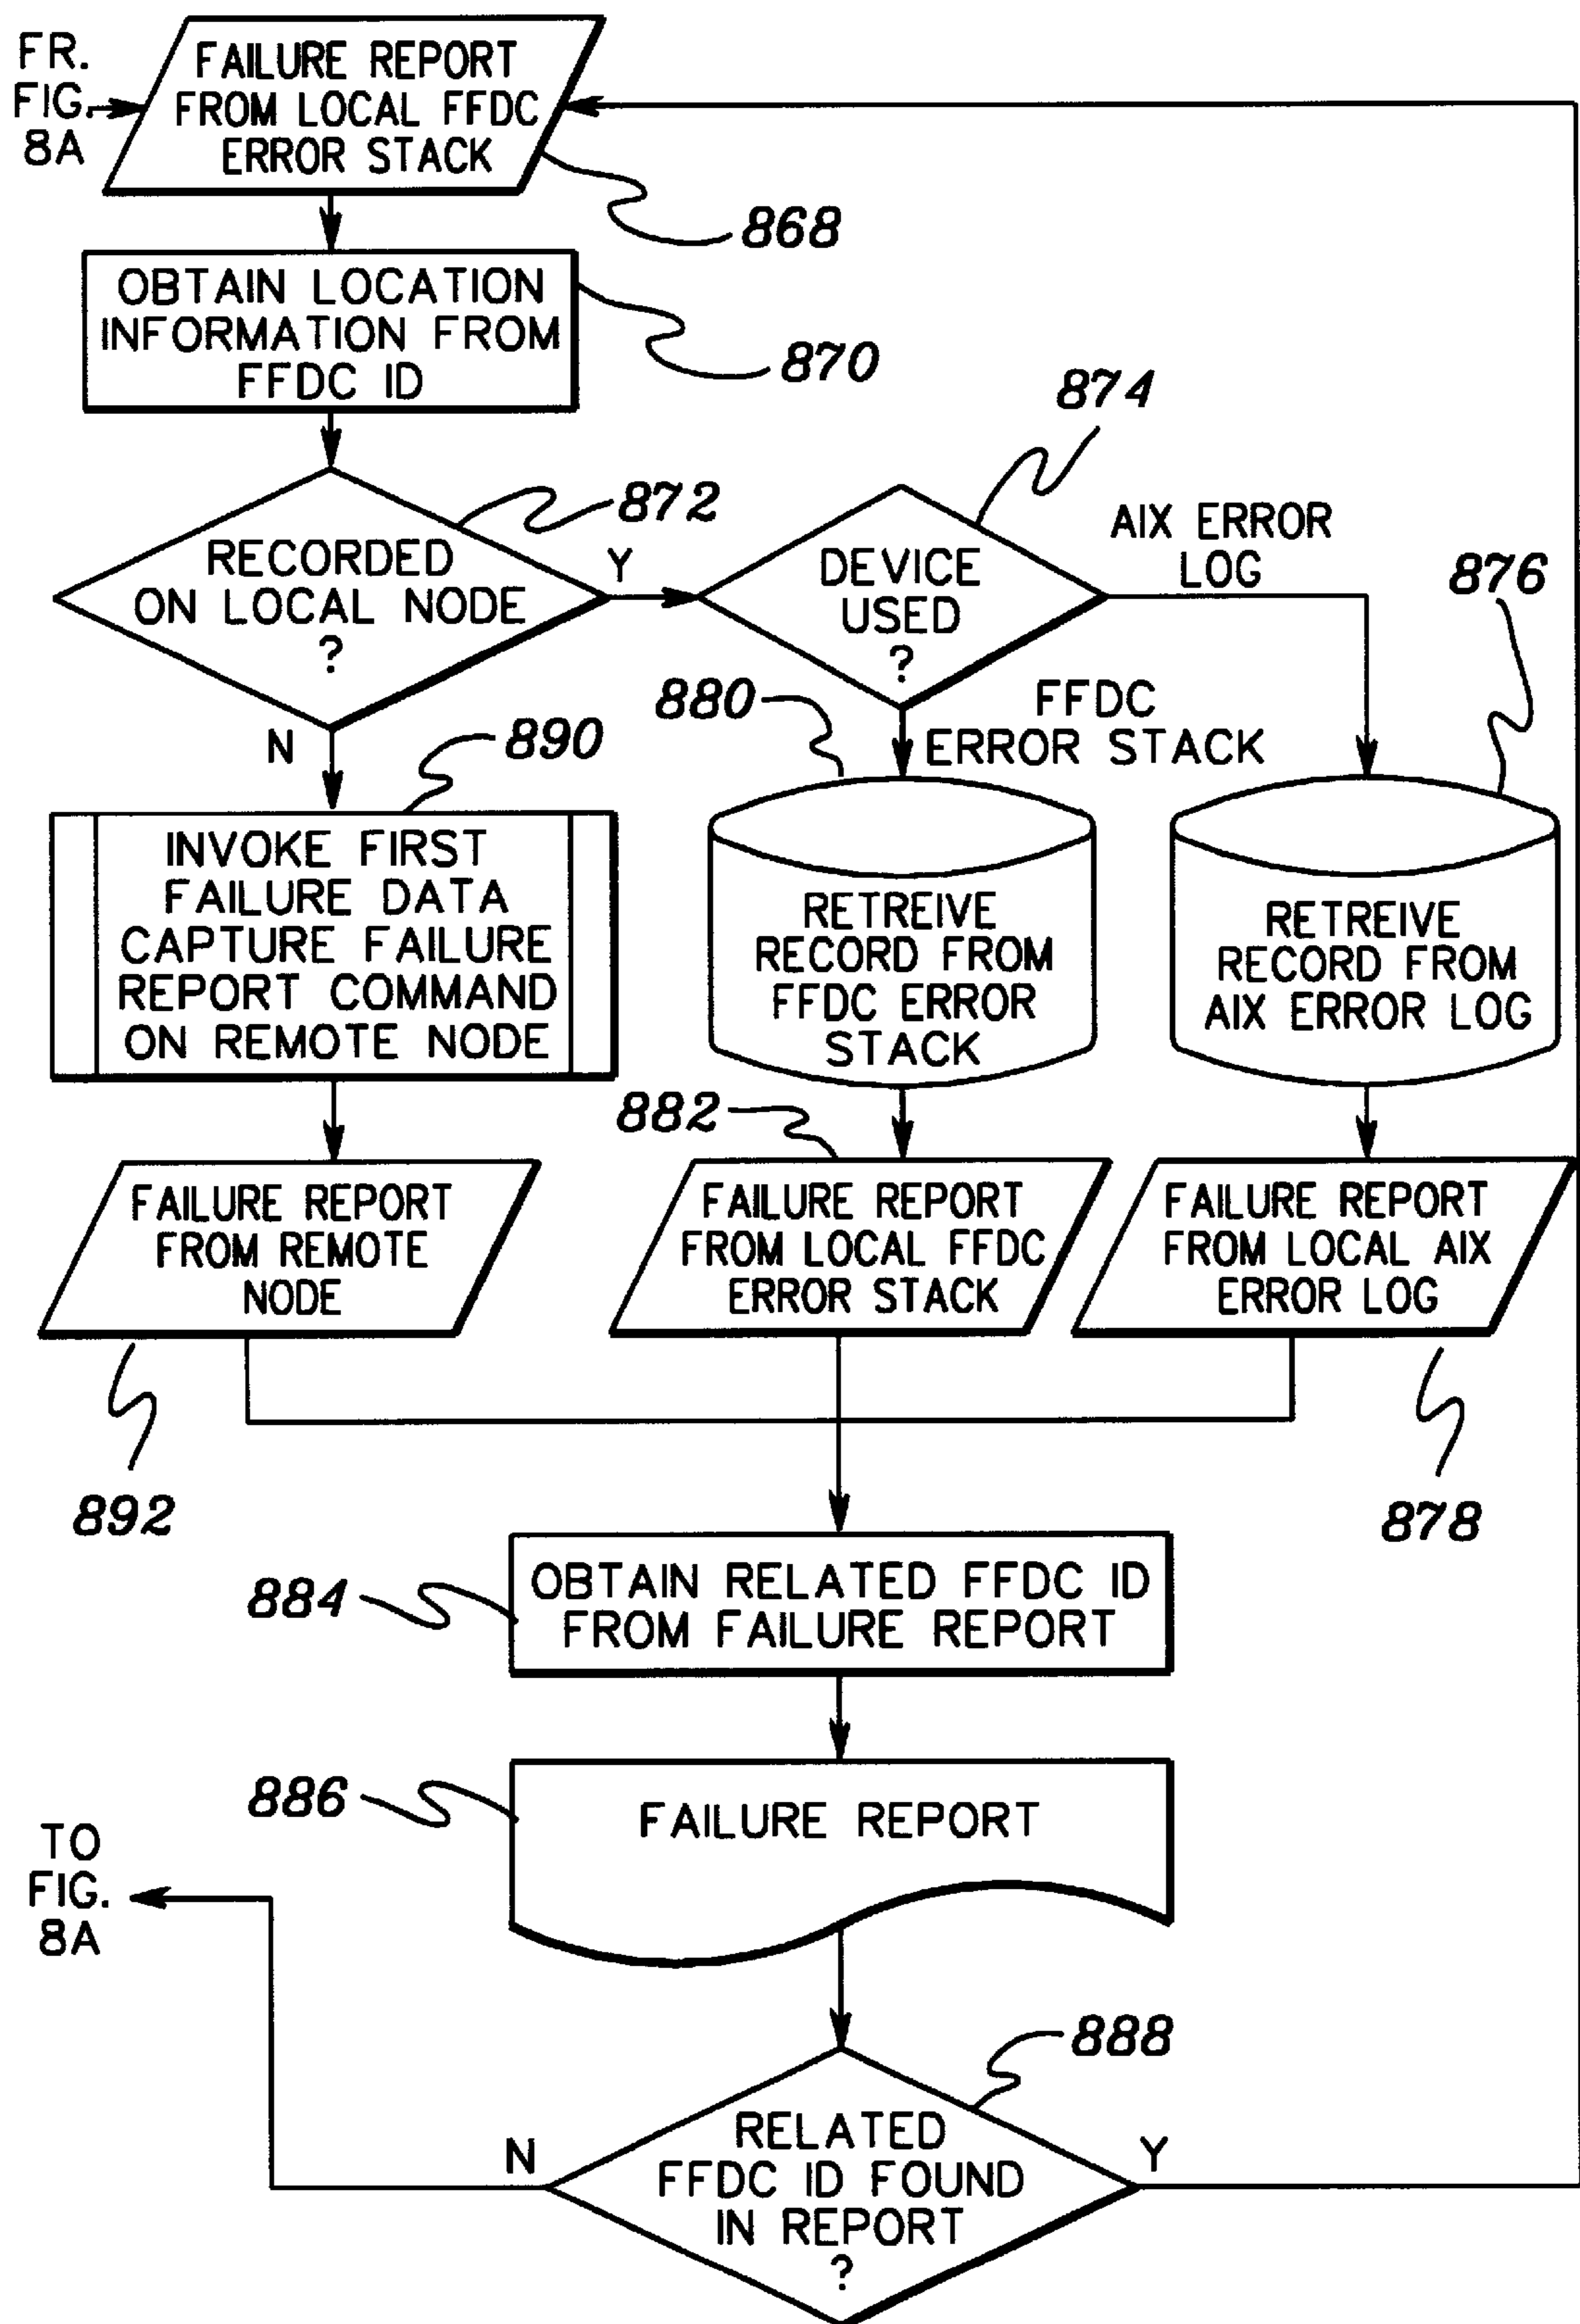 FR.
FIG.
8A
FAILURE REPORT
FROM LOCAL FFDC
ERROR STACK
868
OBTAIN LOCATION
INFORMATION FROM
FFDC ID
870
874
872
RECORDED
ON LOCAL NODE
?
Y
DEVICE
USED
?
AIX ERROR
LOG
876
880
FFDC
ERROR STACK
N
890
INVOKE FIRST
FAILURE DATA
CAPTURE FAILURE
REPORT COMMAND
ON REMOTE NODE
RETREIVE
RECORD FROM
FFDC ERROR
STACK
RETREIVE
RECORD FROM
AIX ERROR LOG
882
FAILURE REPORT
FROM REMOTE
NODE
FAILURE REPORT
FROM LOCAL FFDC
ERROR STACK
FAILURE REPORT
FROM LOCAL AIX
ERROR LOG
892
878
884
OBTAIN RELATED FFDC ID
FROM FAILURE REPORT
886
FAILURE REPORT
TO
FIG.
8A
888
N
RELATED
FFDC ID FOUND
IN REPORT
?
Y